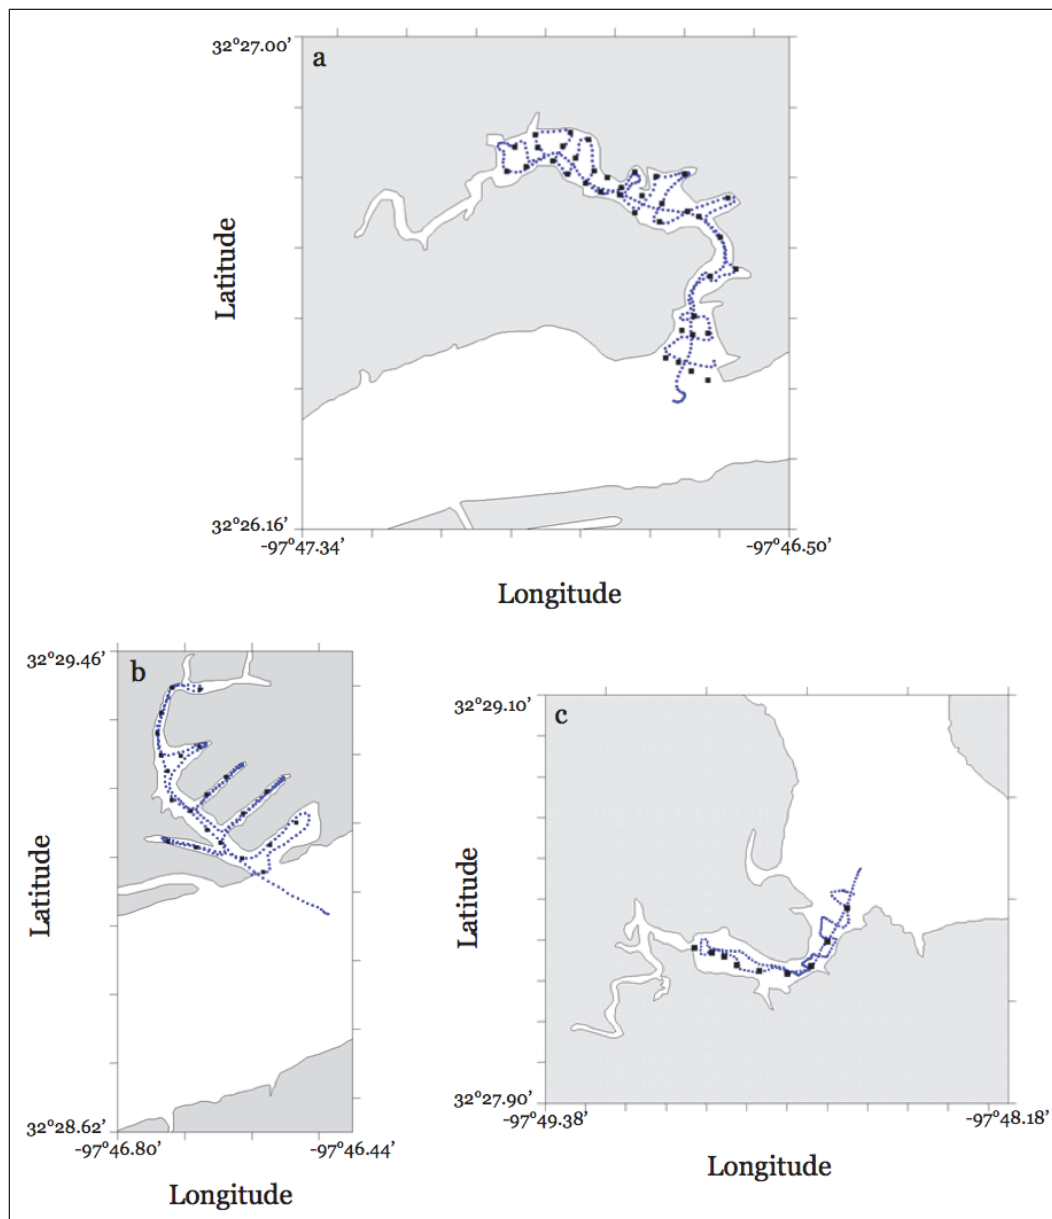 32°27.00’
a
Latitude
32°26.16’
-97°47.34’
-97°46.50’
Longitude
32°29.46’
b
Latitude
32°28.62’
-97°46.80’
-97°46.44’
Longitude
32°29.10’
c
Latitude
32°27.90’
-97°49.38’
-97°48.18’
Longitude